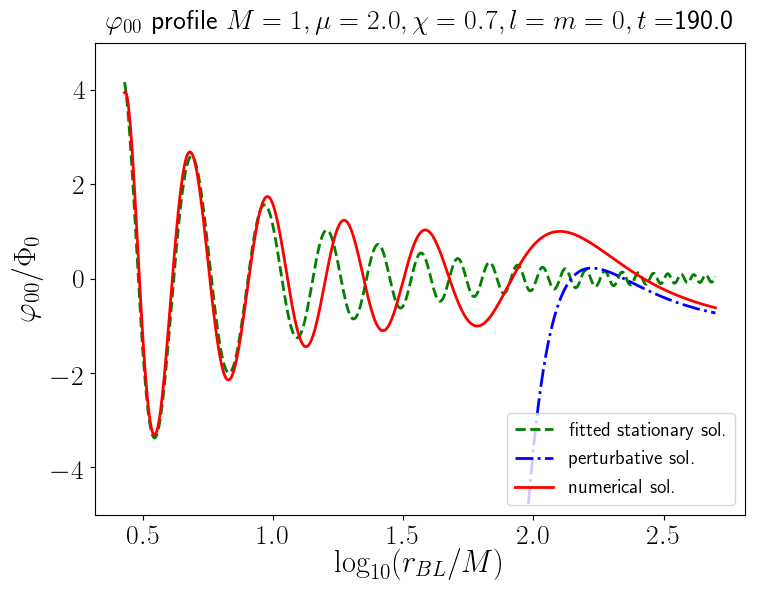 φ₀₀ profile M = 1, μ = 2.0, χ = 0.7, l = m = 0, t =190.0
φ₀₀/Φ₀
4
2
0
−2
−4
fitted stationary sol.
perturbative sol.
numerical sol.
0.5 1.0 1.5 2.0 2.5
log₁₀(r_BL/M)